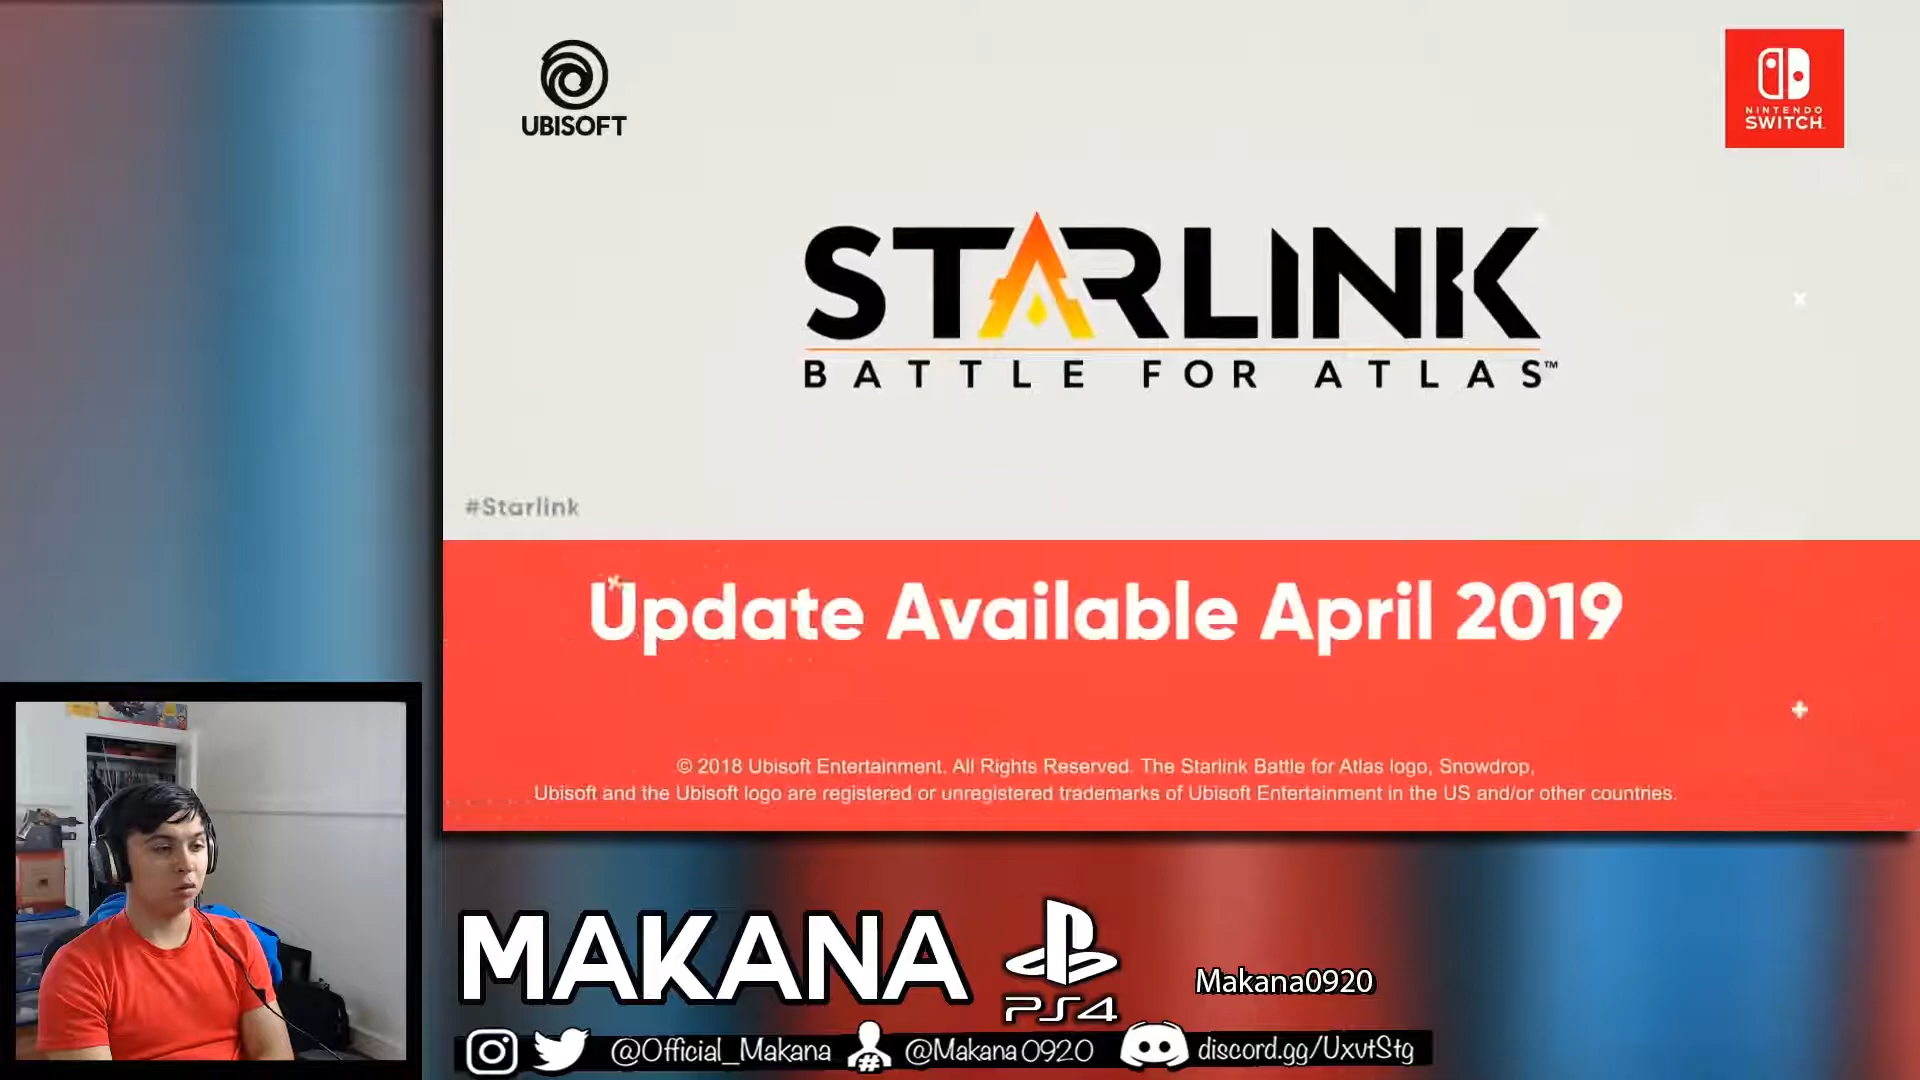 UBISOFT
NINTENDO
SWITCH
STARLINK
BATTLE FOR ATLAS™
#Starlink
Update Available April 2019
© 2018 Ubisoft Entertainment. All Rights Reserved. The Starlink Battle for Atlas logo, Snowdrop,
Ubisoft and the Ubisoft logo are registered or unregistered trademarks of Ubisoft Entertainment in the US and/or other countries.
MAKANA
PS4
Makana0920
@Official_Makana
#
@Makana0920
discord.gg/UxvtStg